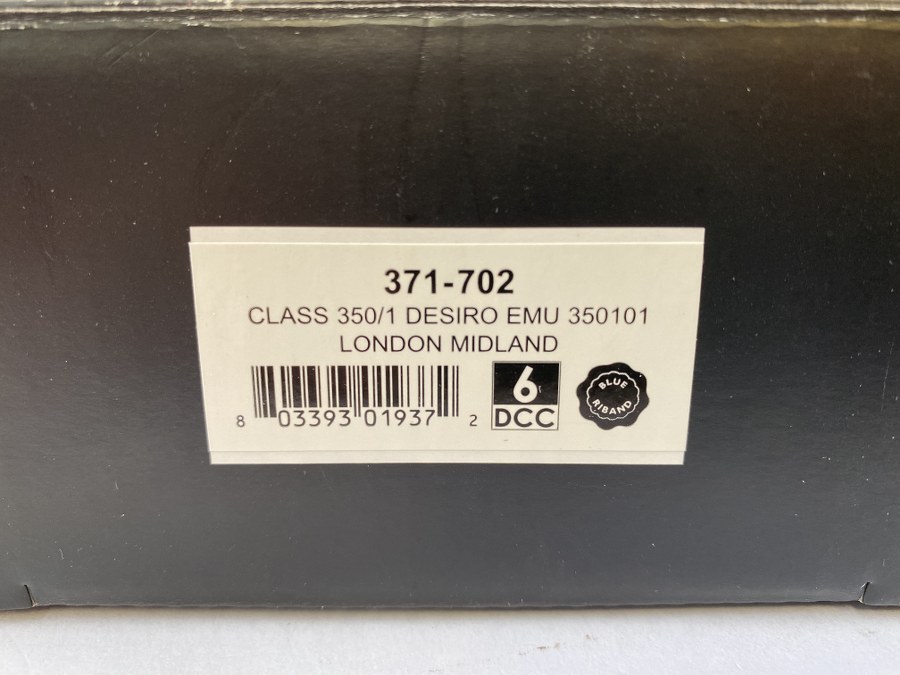 371-702
CLASS 350/1 DESIRO EMU 350101
LONDON MIDLAND
8 03393 01937 2
6
DCC
BLUE
RIBAND